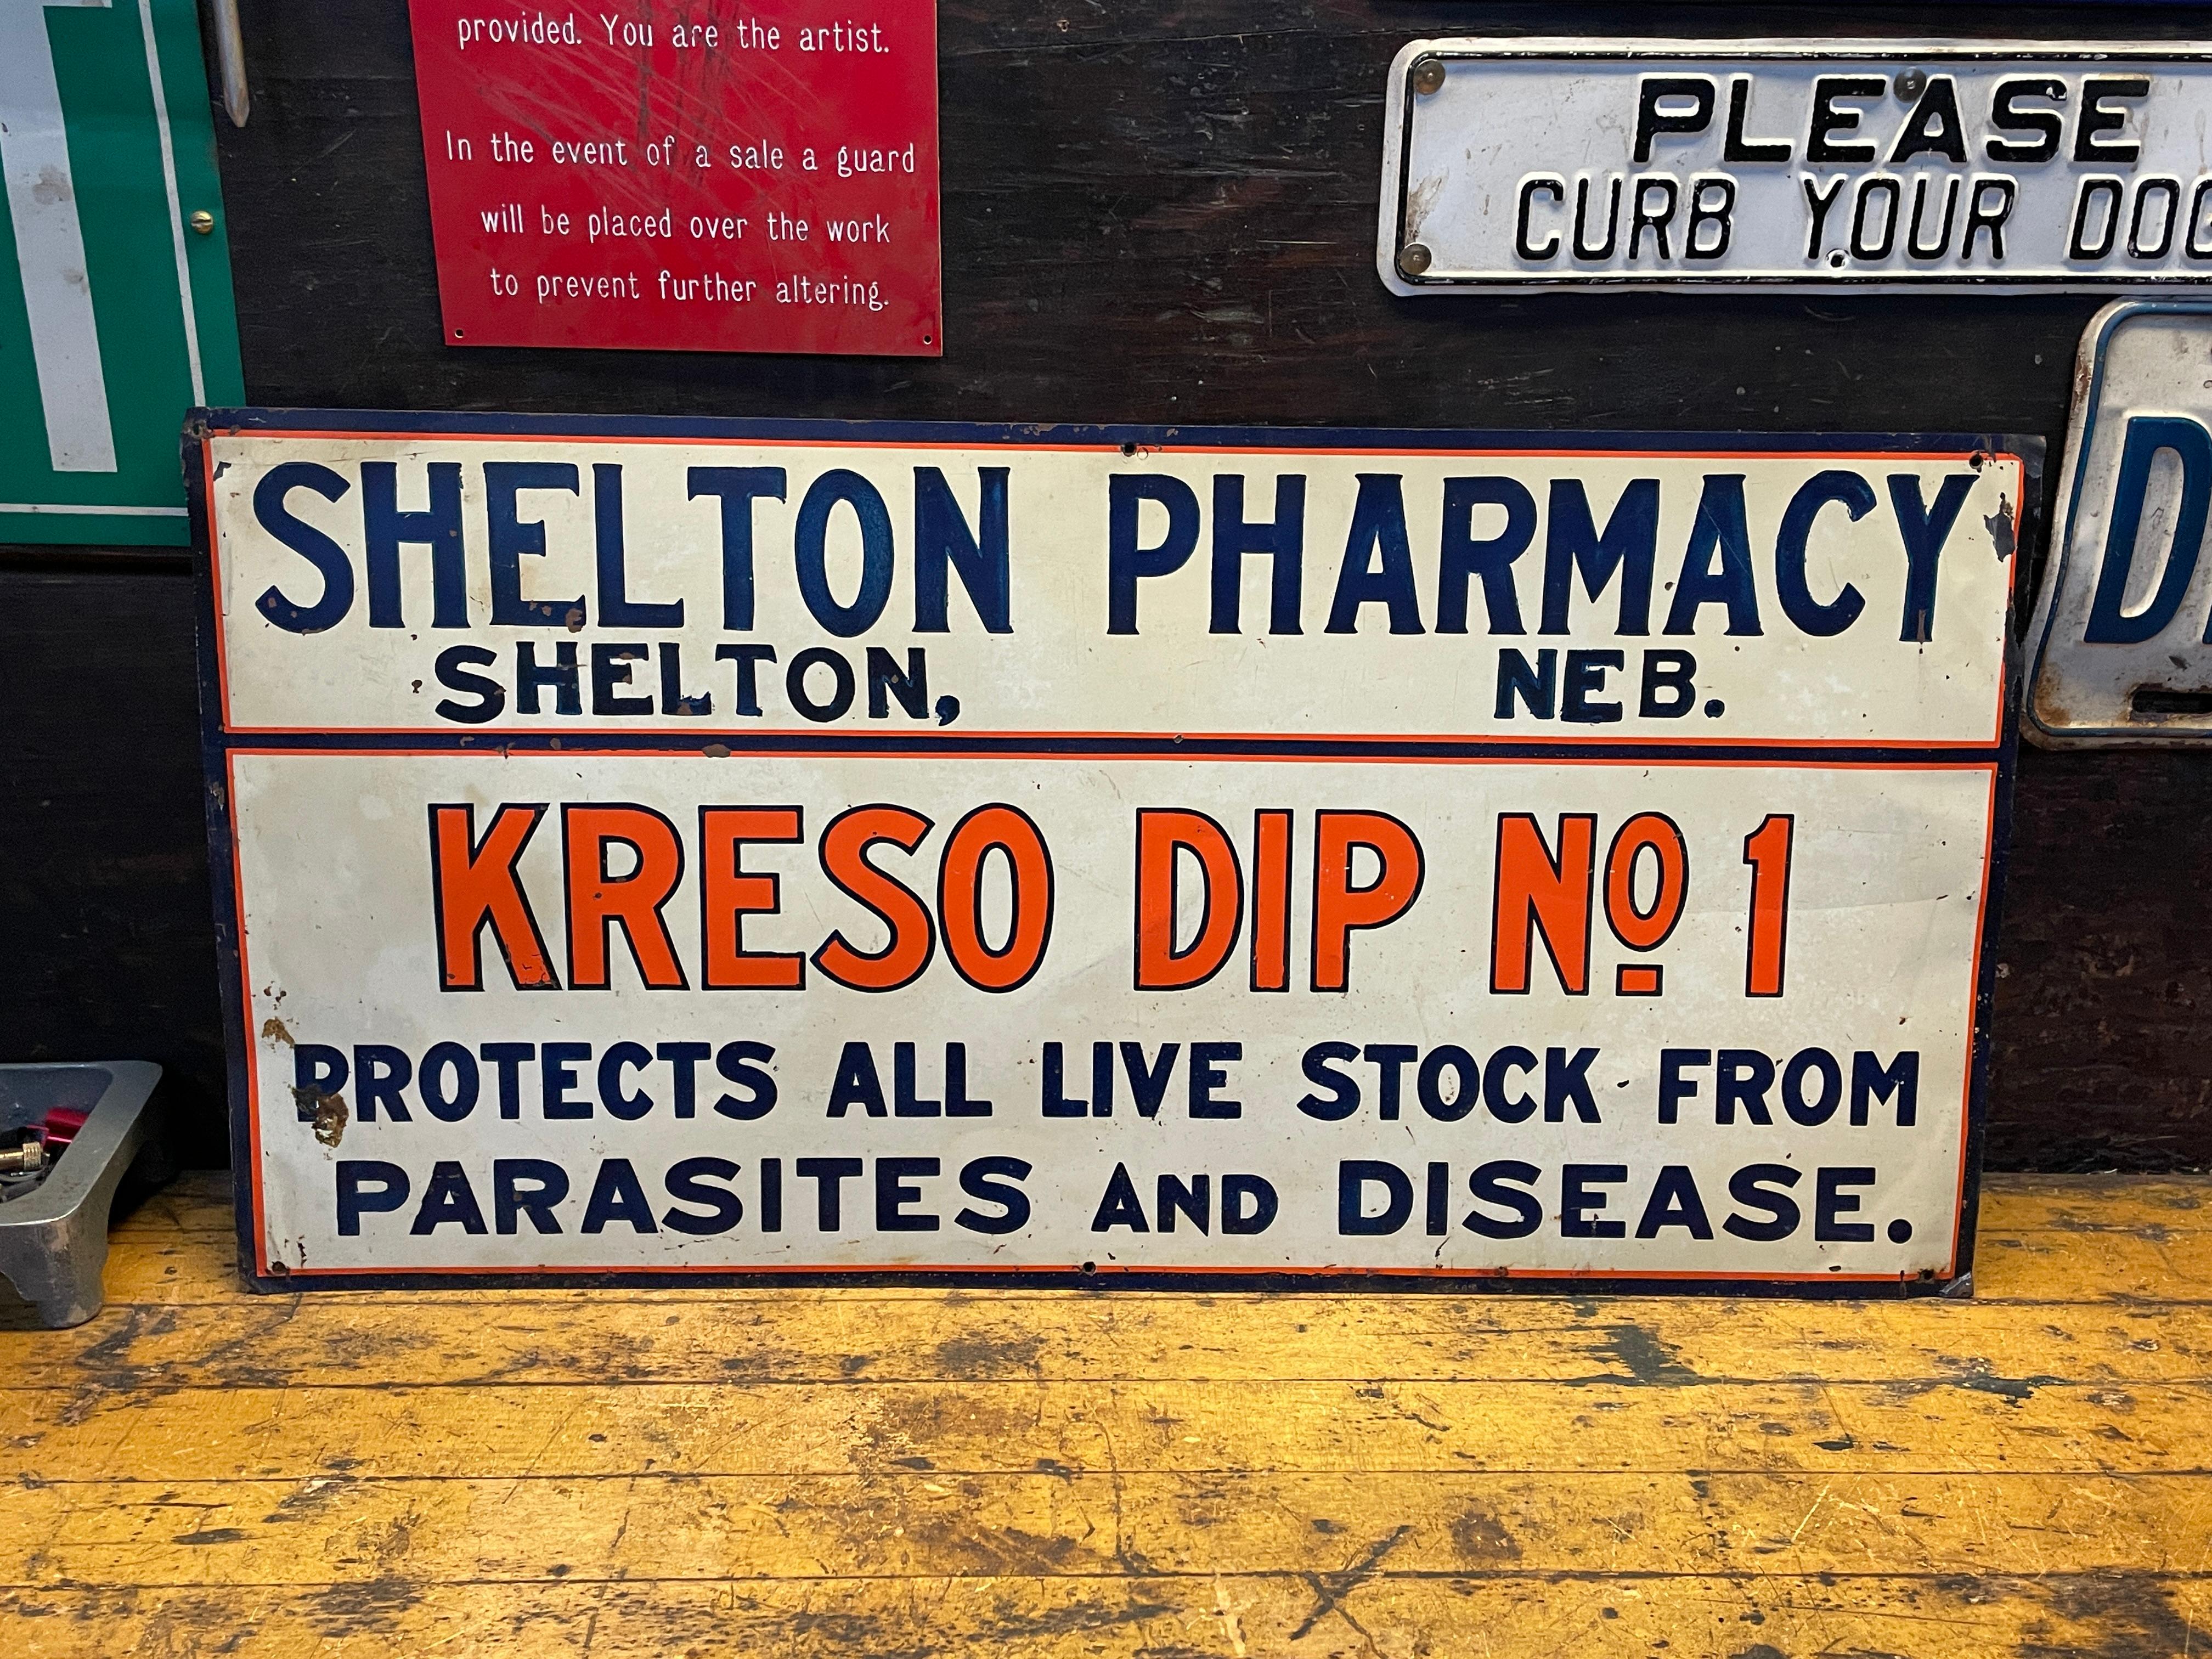 provided. You are the artist.
In the event of a sale a guard
will be placed over the work
to prevent further altering.
PLEASE
CURB YOUR
SHELTON PHARMACY
SHELTON, NEB.
KRESO DIP Nº 1
PROTECTS ALL LIVE STOCK FROM
PARASITES AND DISEASE.